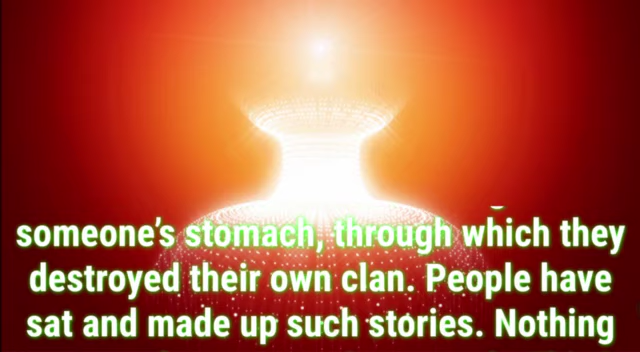 someone's stomach, through which they
destroyed their own clan. People have
sat and made up such stories. Nothing